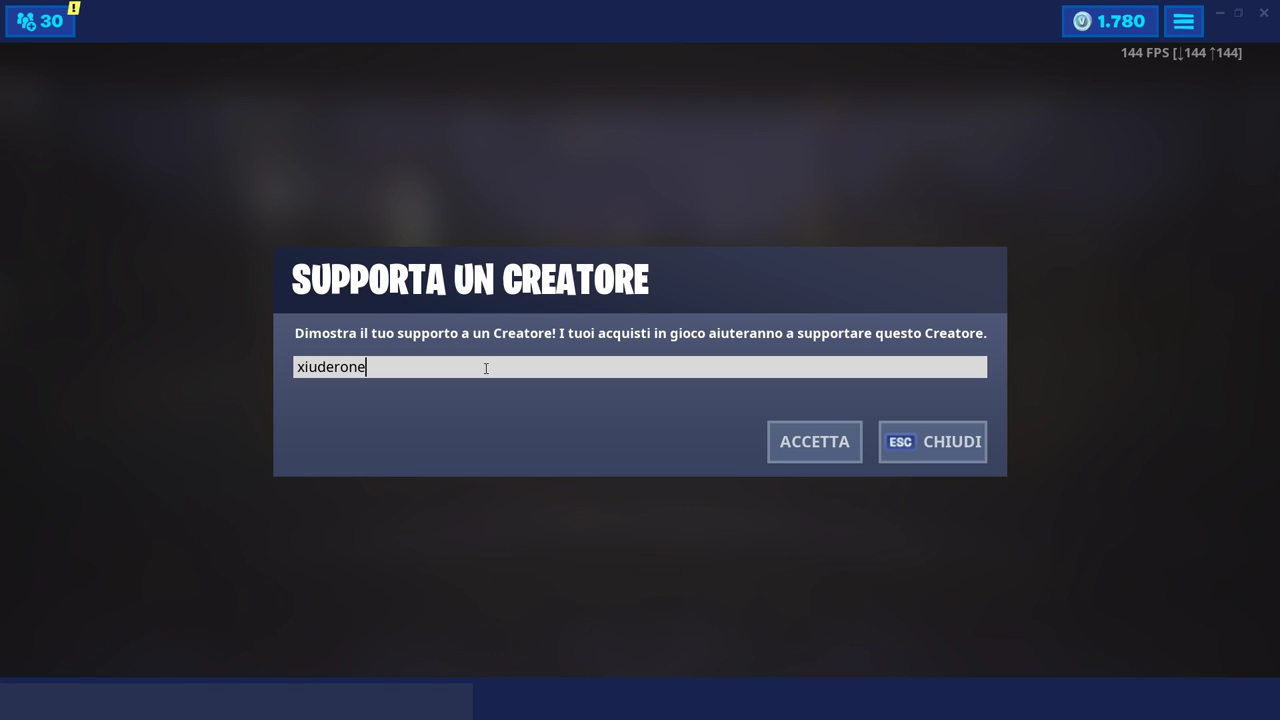 30
!
1.780
144 FPS [↓144 ↑144]
SUPPORTA UN CREATORE
Dimostra il tuo supporto a un Creatore! I tuoi acquisti in gioco aiuteranno a supportare questo Creatore.
xiuderone
ACCETTA
ESC CHIUDI